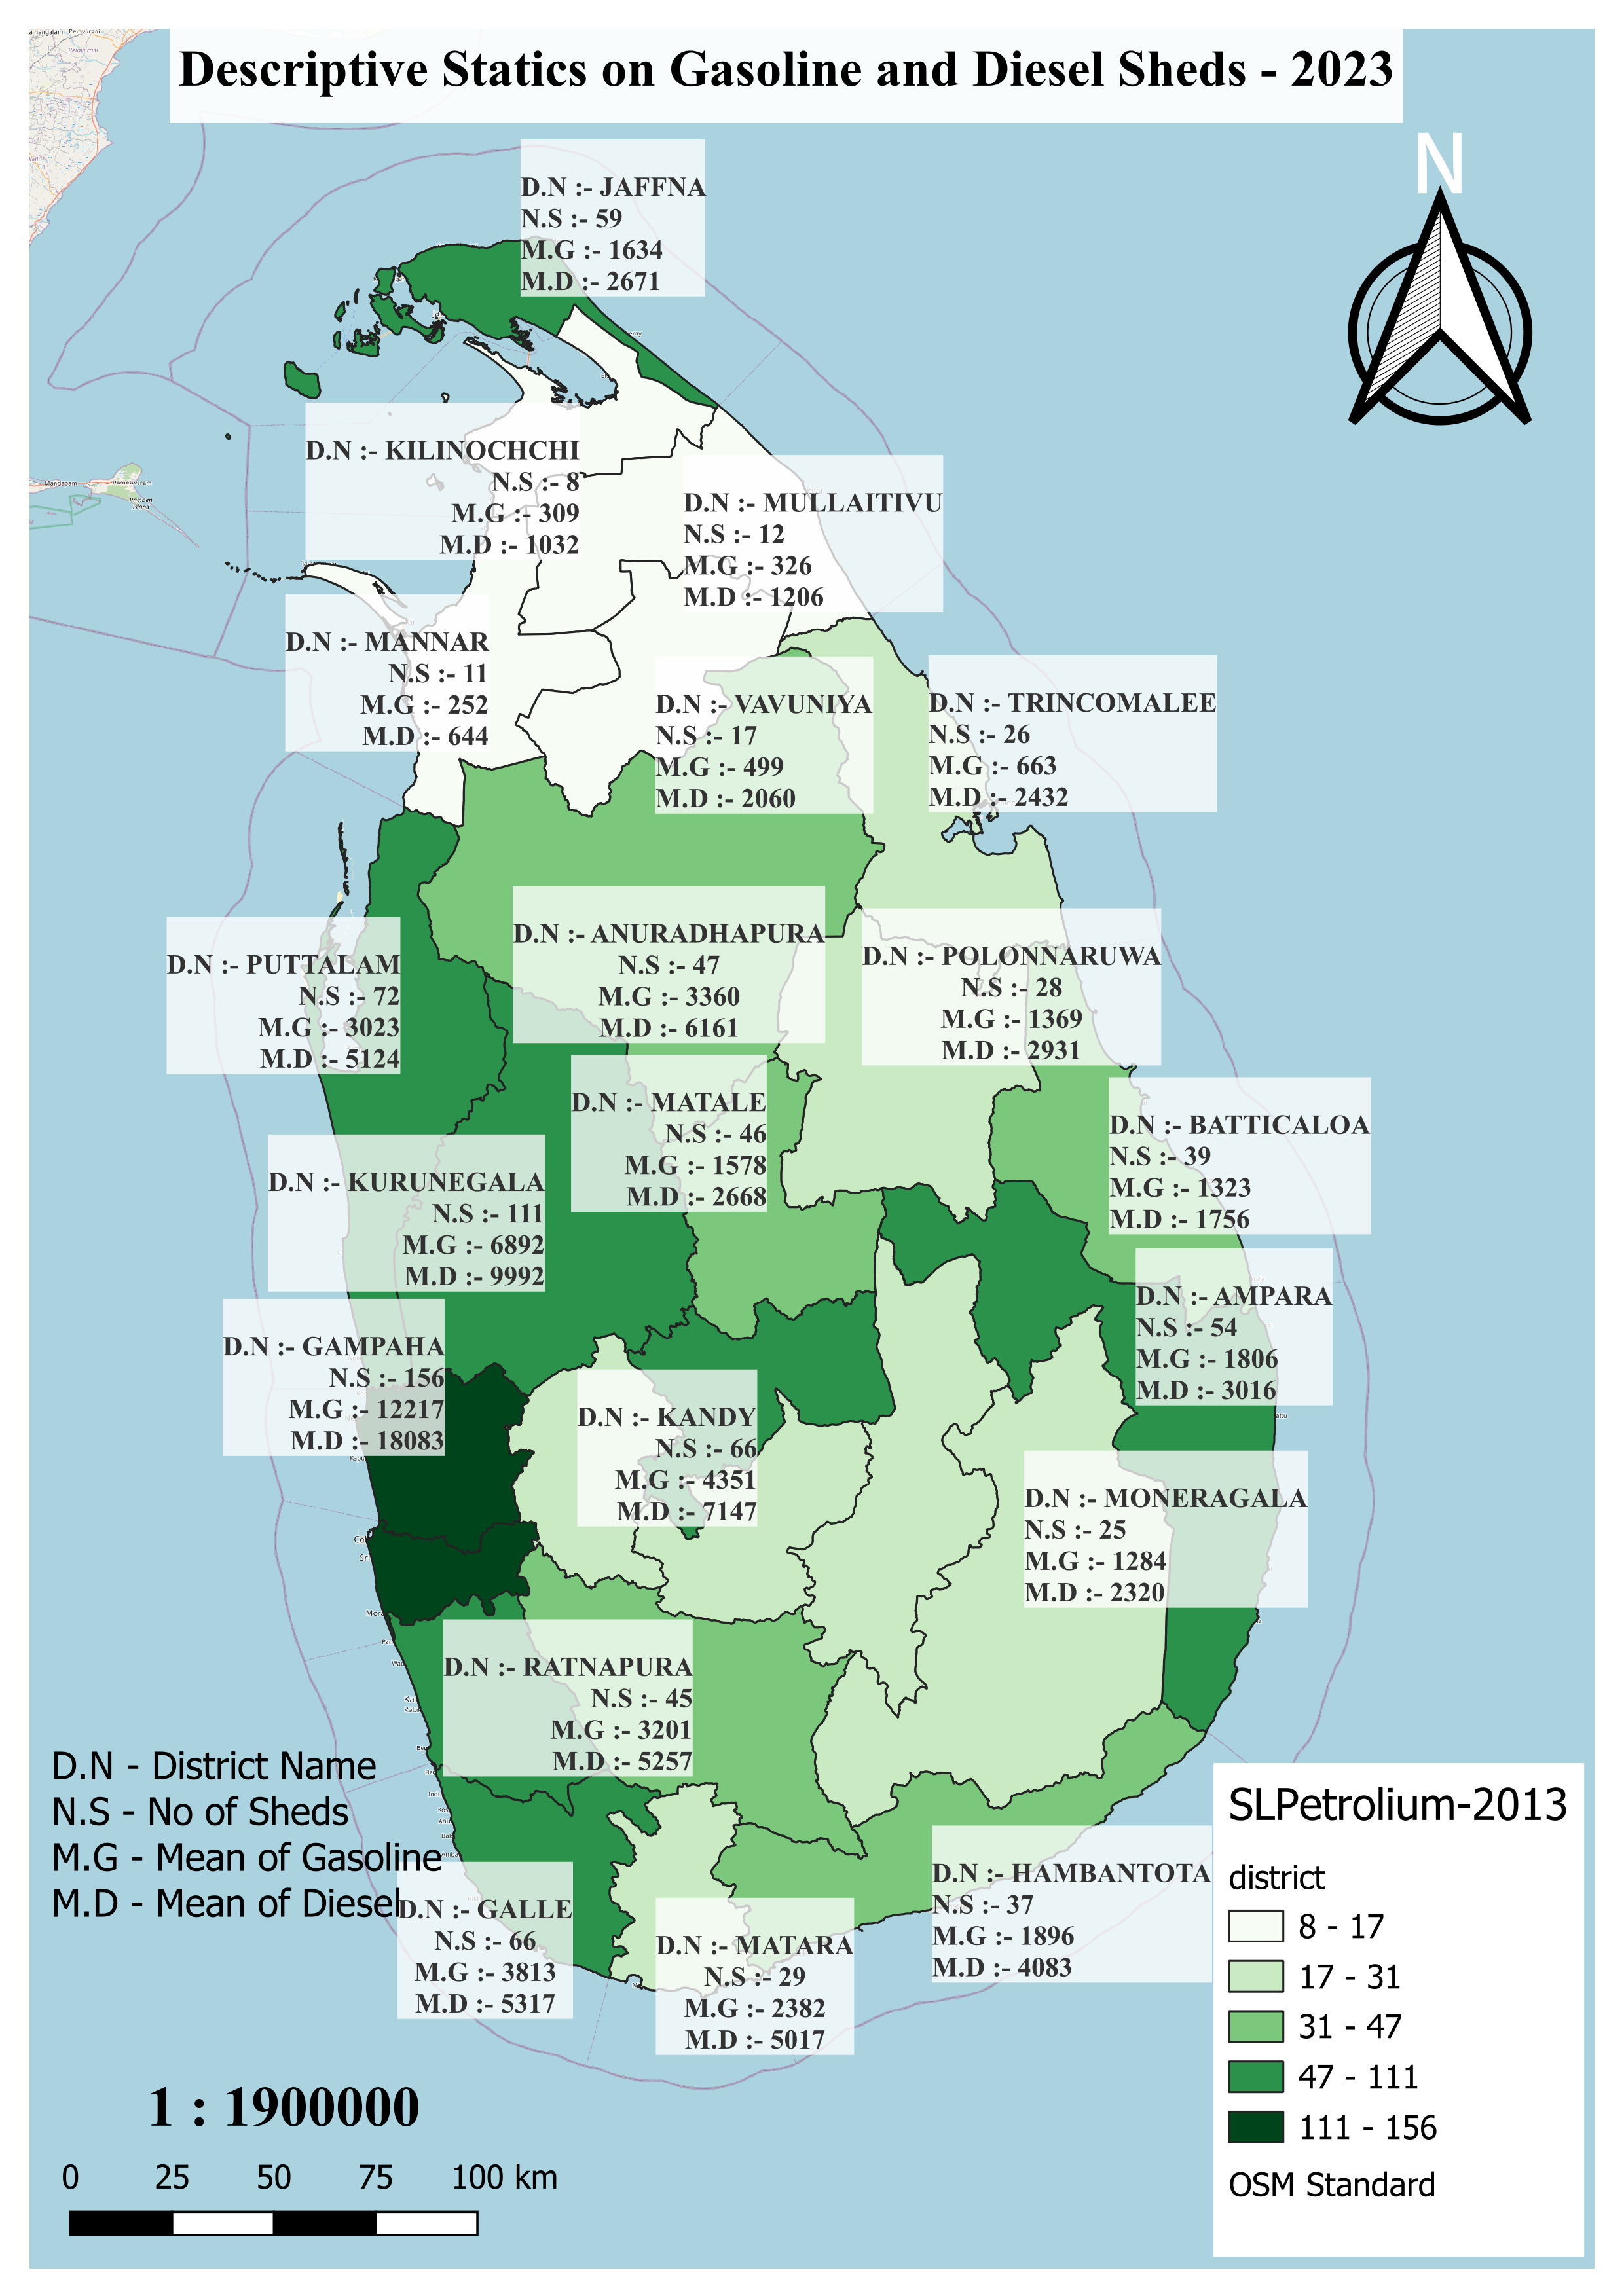 Descriptive Statics on Gasoline and Diesel Sheds - 2023
N
D.N :- JAFFNA
N.S :- 59
M.G :- 1634
M.D :- 2671
D.N :- KILINOCHCHI
N.S :- 8
M.G :- 309
M.D :- 1032
D.N :- MULLAITIVU
N.S :- 12
M.G :- 326
M.D :- 1206
Mandapam
Rameswaram
Pamban
Island
D.N :- MANNAR
N.S :- 11
M.G :- 252
M.D :- 644
D.N :- VAVUNIYA
N.S :- 17
M.G :- 499
M.D :- 2060
D.N :- TRINCOMALEE
N.S :- 26
M.G :- 663
M.D :- 2432
D.N :- ANURADHAPURA
N.S :- 47
M.G :- 3360
M.D :- 6161
D.N :- POLONNARUWA
N.S :- 28
M.G :- 1369
M.D :- 2931
D.N :- PUTTALAM
N.S :- 72
M.G :- 3023
M.D :- 5124
D.N :- MATALE
N.S :- 46
M.G :- 1578
M.D :- 2668
D.N :- BATTICALOA
N.S :- 39
M.G :- 1323
M.D :- 1756
D.N :- KURUNEGALA
N.S :- 111
M.G :- 6892
M.D :- 9992
D.N :- AMPARA
N.S :- 54
M.G :- 1806
M.D :- 3016
D.N :- GAMPAHA
N.S :- 156
M.G :- 12217
M.D :- 18083
D.N :- KANDY
N.S :- 66
M.G :- 4351
M.D :- 7147
D.N :- MONERAGALA
N.S :- 25
M.G :- 1284
M.D :- 2320
D.N :- RATNAPURA
N.S :- 45
M.G :- 3201
M.D :- 5257
D.N - District Name
N.S - No of Sheds
M.G - Mean of Gasoline
M.D - Mean of Diesel
D.N :- GALLE
N.S :- 66
M.G :- 3813
M.D :- 5317
D.N :- MATARA
N.S :- 29
M.G :- 2382
M.D :- 5017
D.N :- HAMBANTOTA
N.S :- 37
M.G :- 1896
M.D :- 4083
SLPetrolium-2013
district
8 - 17
17 - 31
31 - 47
47 - 111
111 - 156
OSM Standard
1 : 1900000
0 25 50 75 100 km